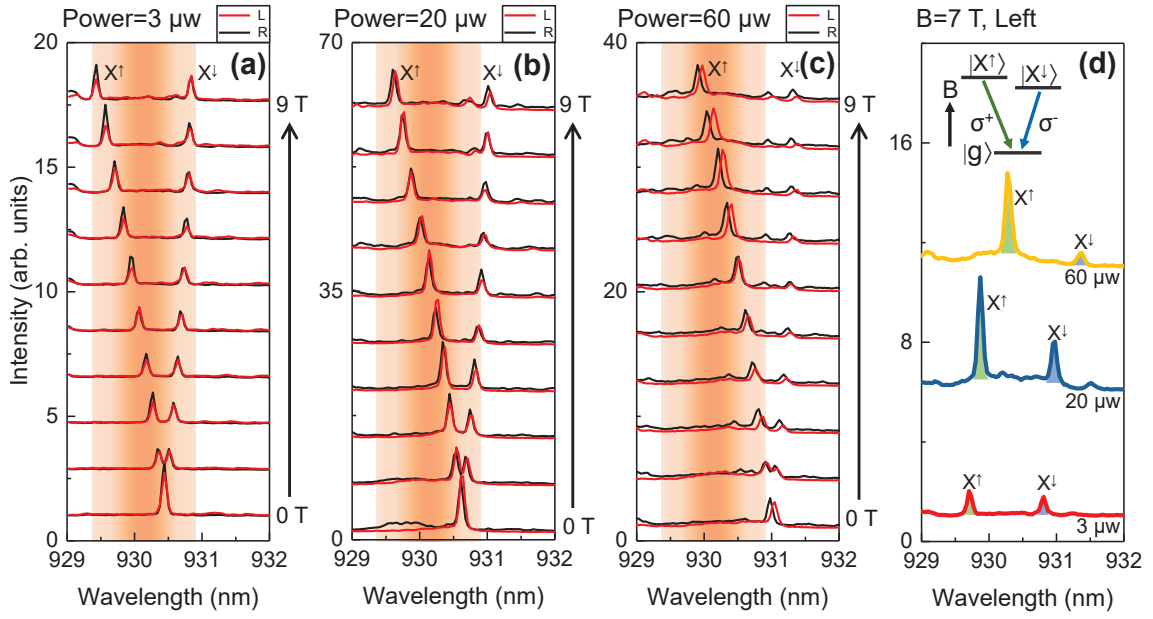 Power=3 μw
L
R
Power=20 μw
L
R
Power=60 μw
L
R
B=7 T, Left
Intensity (arb. units)
20
15
10
5
0
(a)
X↑
X↓
9 T
0 T
929
930
931
932
Wavelength (nm)
70
35
0
(b)
X↑
X↓
9 T
0 T
929
930
931
932
Wavelength (nm)
40
20
0
(c)
X↑
X↓
9 T
0 T
929
930
931
932
Wavelength (nm)
16
8
0
(d)
|X↑⟩
|X↓⟩
B
σ⁺
σ⁻
|g⟩
X↑
X↓
60 μw
X↑
X↓
20 μw
X↑
X↓
3 μw
929
930
931
932
Wavelength (nm)